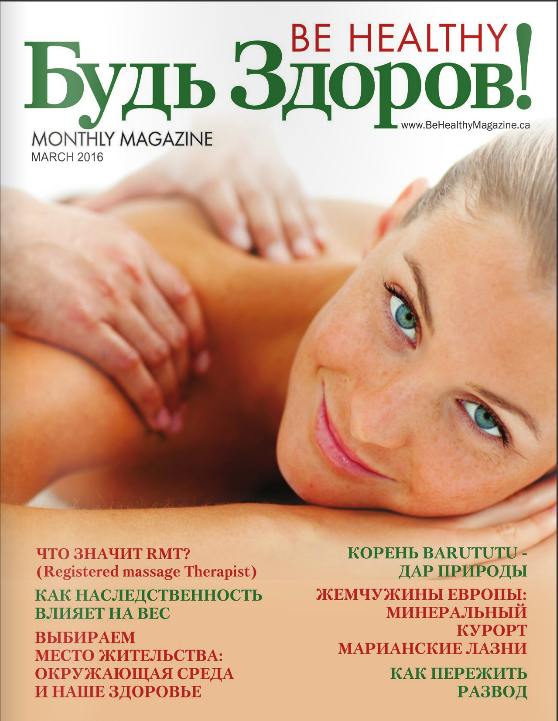 BE HEALTHY
Будь Здоров!
www.BeHealthyMagazine.ca
MONTHLY MAGAZINE
MARCH 2016
ЧТО ЗНАЧИТ RMT?
(Registered massage Therapist)
КАК НАСЛЕДСТВЕННОСТЬ
ВЛИЯЕТ НА ВЕС
ВЫБИРАЕМ
МЕСТО ЖИТЕЛЬСТВА:
ОКРУЖАЮЩАЯ СРЕДА
И НАШЕ ЗДОРОВЬЕ
КОРЕНЬ BARUTUTU -
ДАР ПРИРОДЫ
ЖЕМЧУЖИНЫ ЕВРОПЫ:
МИНЕРАЛЬНЫЙ
КУРОРТ
МАРИАНСКИЕ ЛАЗНИ
КАК ПЕРЕЖИТЬ
РАЗВОД